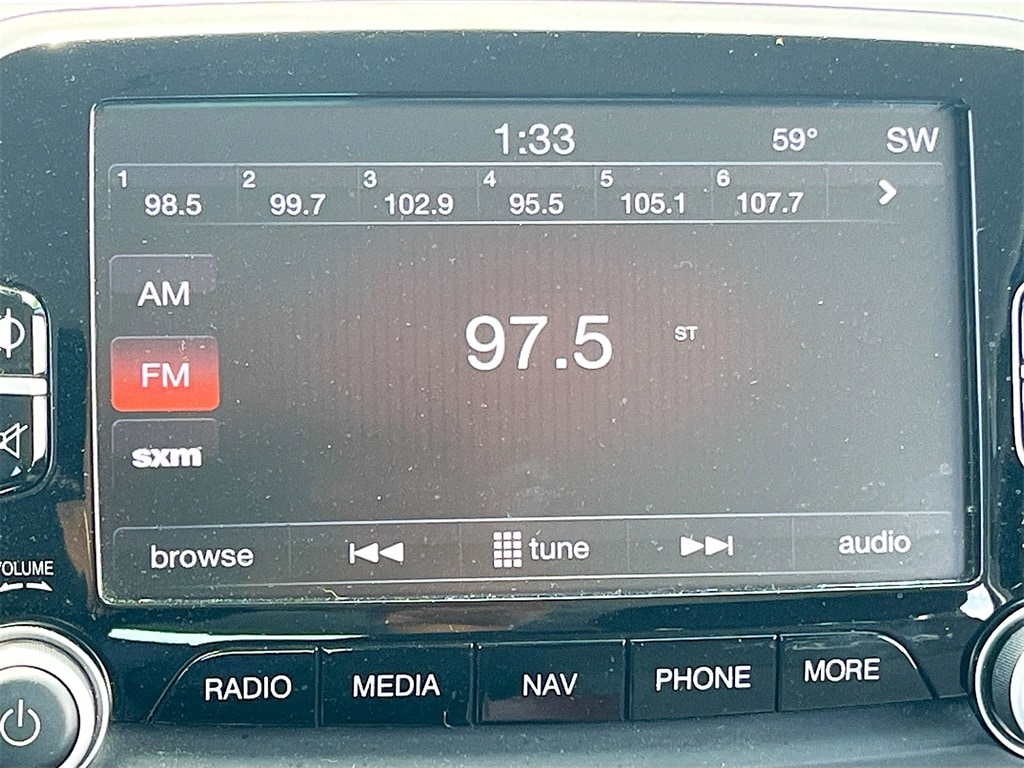 1:33 59° SW
1 2 3 4 5 6
98.5 99.7 102.9 95.5 105.1 107.7
AM
97.5 ST
FM
sxm
browse tune audio
VOLUME
RADIO MEDIA NAV PHONE MORE